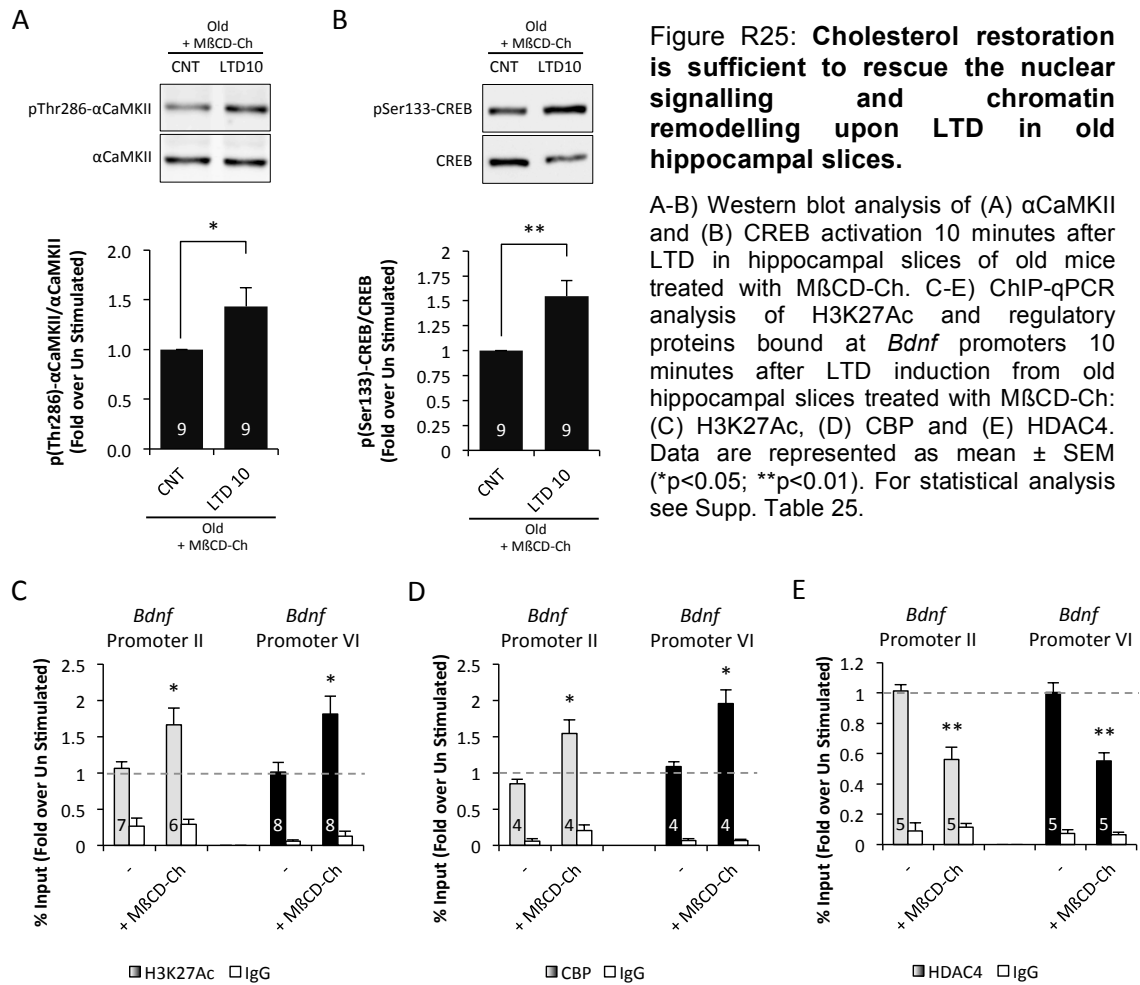 A
Old
+ MßCD-Ch
CNT LTD10
pThr286-αCaMKII
αCaMKII
p(Thr286)-αCaMKII/αCaMKII
(Fold over Un Stimulated)
2.0
1.5
1.0
0.5
0.0
*
9
9
CNT
LTD 10
Old
+ MßCD-Ch
B
Old
+ MßCD-Ch
CNT LTD10
pSer133-CREB
CREB
p(Ser133)-CREB/CREB
(Fold over Un Stimulated)
2
1.75
1.5
1.25
1
0.75
0.5
0.25
0
**
9
9
CNT
LTD 10
Old
+ MßCD-Ch
Figure R25: Cholesterol restoration
is sufficient to rescue the nuclear
signalling and chromatin
remodelling upon LTD in old
hippocampal slices.
A-B) Western blot analysis of (A) αCaMKII
and (B) CREB activation 10 minutes after
LTD in hippocampal slices of old mice
treated with MßCD-Ch. C-E) ChIP-qPCR
analysis of H3K27Ac and regulatory
proteins bound at Bdnf promoters 10
minutes after LTD induction from old
hippocampal slices treated with MßCD-Ch:
(C) H3K27Ac, (D) CBP and (E) HDAC4.
Data are represented as mean ± SEM
(*p<0.05; **p<0.01). For statistical analysis
see Supp. Table 25.
C
Bdnf
Promoter II
Bdnf
Promoter VI
% Input (Fold over Un Stimulated)
2.5
2
1.5
1
0.5
0
*
*
7
6
8
8
-
+ MßCD-Ch
-
+ MßCD-Ch
H3K27Ac IgG
D
Bdnf
Promoter II
Bdnf
Promoter VI
2.5
2
1.5
1
0.5
0
*
*
4
4
4
4
-
+ MßCD-Ch
-
+ MßCD-Ch
CBP IgG
E
Bdnf
Promoter II
Bdnf
Promoter VI
1.2
1
0.8
0.6
0.4
0.2
0
**
**
5
5
5
5
-
+ MßCD-Ch
-
+ MßCD-Ch
HDAC4 IgG